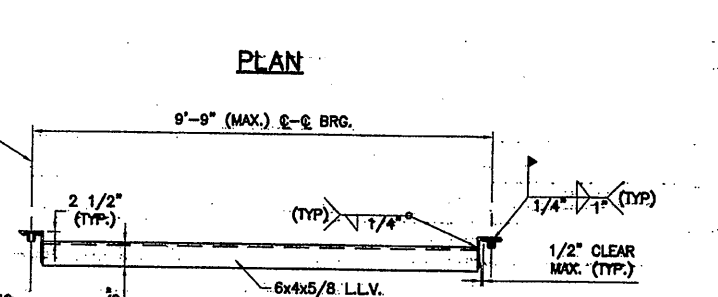 PLAN
9'-9" (MAX.) ℄-℄ BRG.
2 1/2"
(TYP.)
(TYP)
1/4"
1/4"
1"
(TYP.)
1/2" CLEAR
MAX. (TYP.)
6x4x5/8 L.L.V.